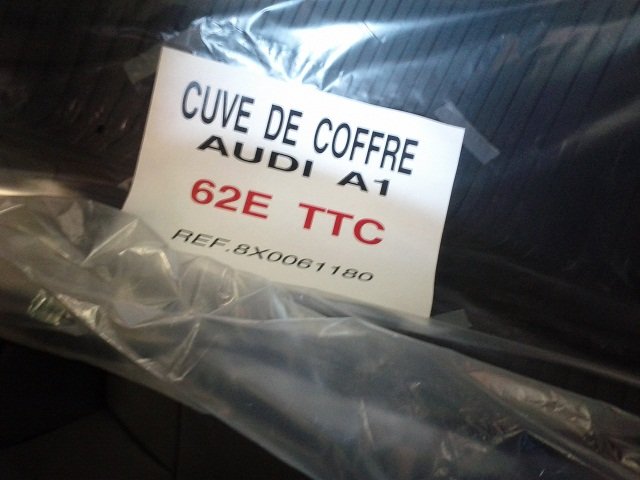 CUVE DE COFFRE
AUDI A1
62E TTC
REF.8X0061180